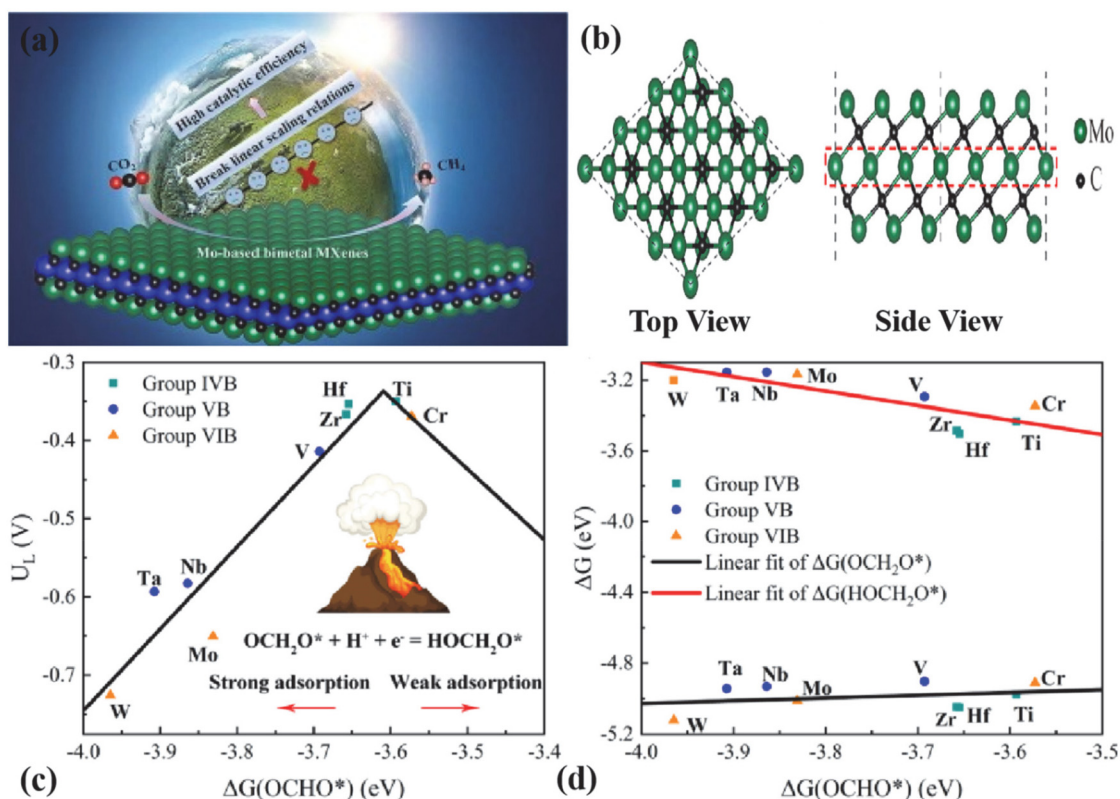 (a)
High catalytic efficiency
Break linear scaling relations
CO₂
CH₄
Mo-based bimetal MXenes
(b)
Mo
C
Top View
Side View
-0.3
-0.4
-0.5
-0.6
-0.7
U_L (V)
Group IVB
Group VB
Group VIB
Hf
Zr
Ti
Cr
V
Ta
Nb
Mo
W
OCH₂O* + H⁺ + e⁻ = HOCH₂O*
Strong adsorption
Weak adsorption
-4.0 -3.9 -3.8 -3.7 -3.6 -3.5 -3.4
(c)
ΔG(OCHO*) (eV)
-3.2
-3.6
-4.0
-4.4
-4.8
-5.2
ΔG (eV)
W
Ta
Nb
Mo
V
Zr
Hf
Ti
Cr
Group IVB
Group VB
Group VIB
Linear fit of ΔG(OCH₂O*)
Linear fit of ΔG(HOCH₂O*)
Ta
Nb
V
Cr
W
Mo
Zr
Hf
Ti
-4.0 -3.9 -3.8 -3.7 -3.6 -3.5
(d)
ΔG(OCHO*) (eV)